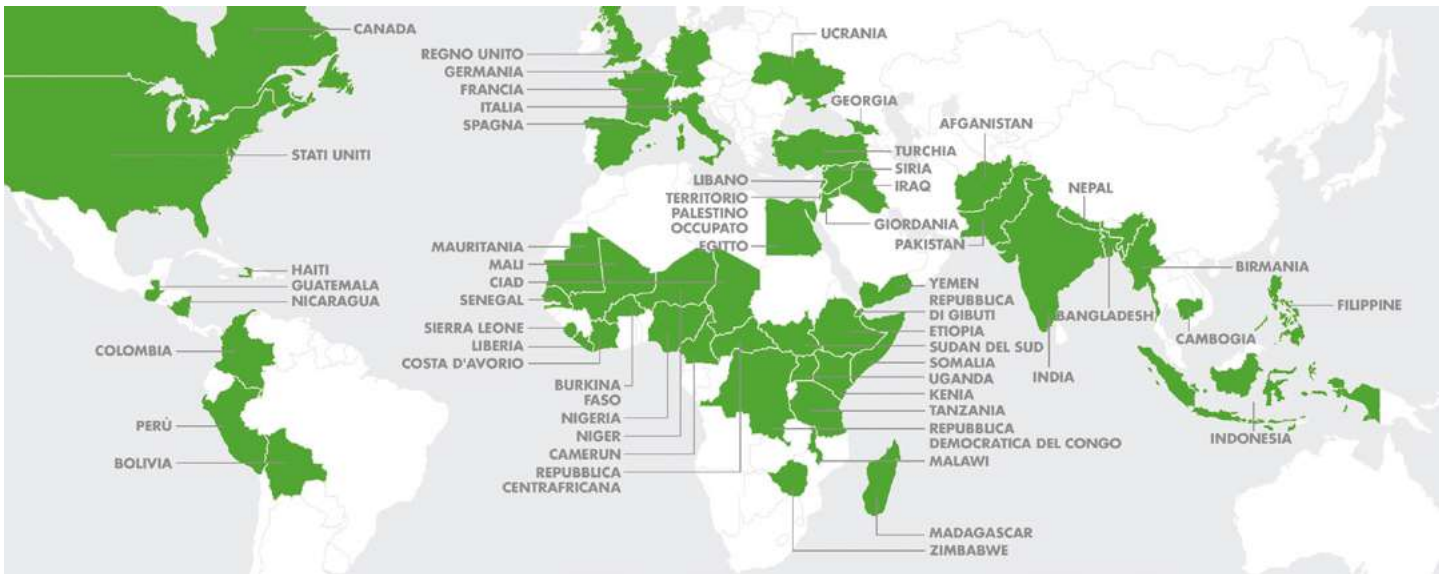 CANADA
STATI UNITI
HAITI
GUATEMALA
NICARAGUA
COLOMBIA
PERÙ
BOLIVIA
REGNO UNITO
GERMANIA
FRANCIA
ITALIA
SPAGNA
UCRANIA
GEORGIA
TURCHIA
SIRIA
IRAQ
LIBANO
TERRITORIO
PALESTINO
OCCUPATO
EGITTO
GIORDANIA
MAURITANIA
MALI
CIAD
SENEGAL
SIERRA LEONE
LIBERIA
COSTA D'AVORIO
BURKINA
FASO
NIGERIA
NIGER
CAMERUN
REPUBBLICA
CENTRAFRICANA
YEMEN
REPUBBLICA
DI GIBUTI
ETIOPIA
SUDAN DEL SUD
SOMALIA
UGANDA
KENIA
TANZANIA
REPUBBLICA
DEMOCRATICA DEL CONGO
MALAWI
MADAGASCAR
ZIMBABWE
AFGANISTAN
PAKISTAN
NEPAL
BIRMANIA
BANGLADESH
INDIA
CAMBOGIA
FILIPPINE
INDONESIA